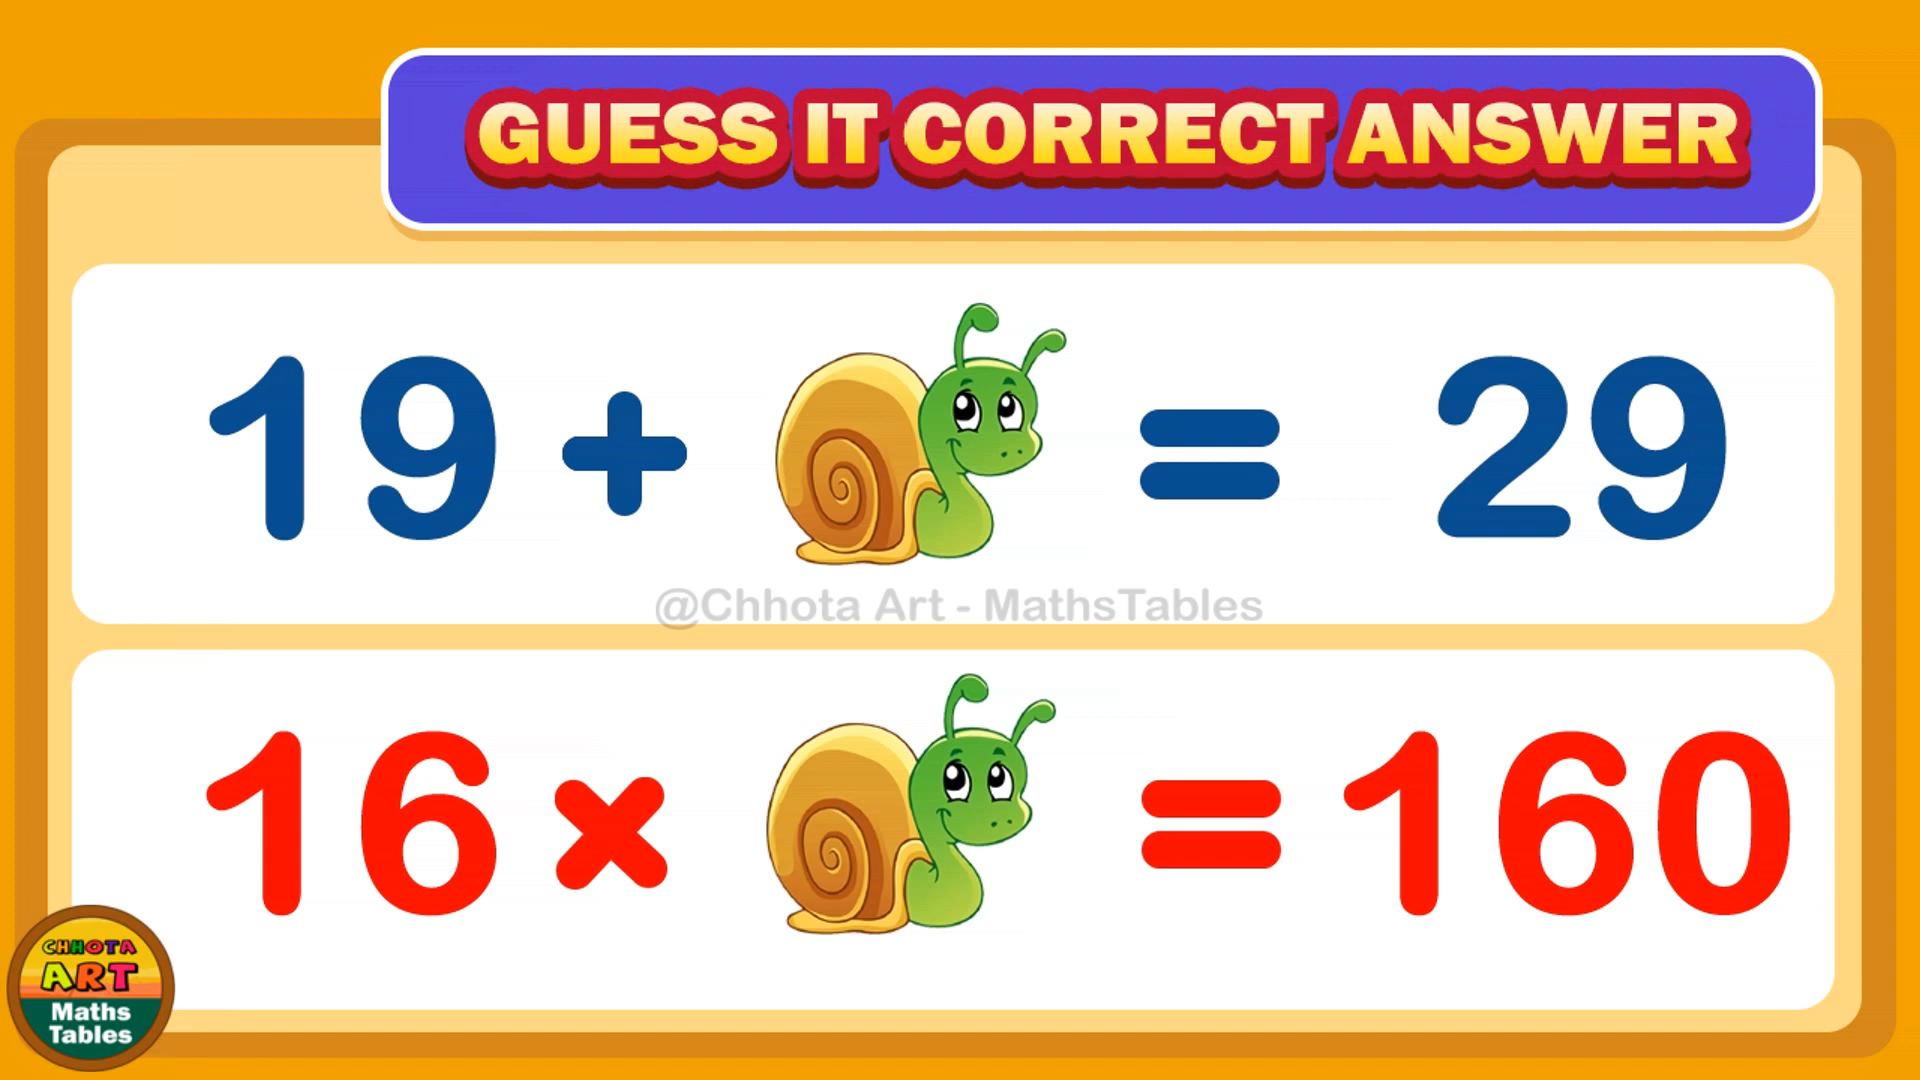 GUESS IT CORRECT ANSWER
19 + = 29
@Chhota Art - MathsTables
16 × = 160
CHHOTA
ART
Maths
Tables